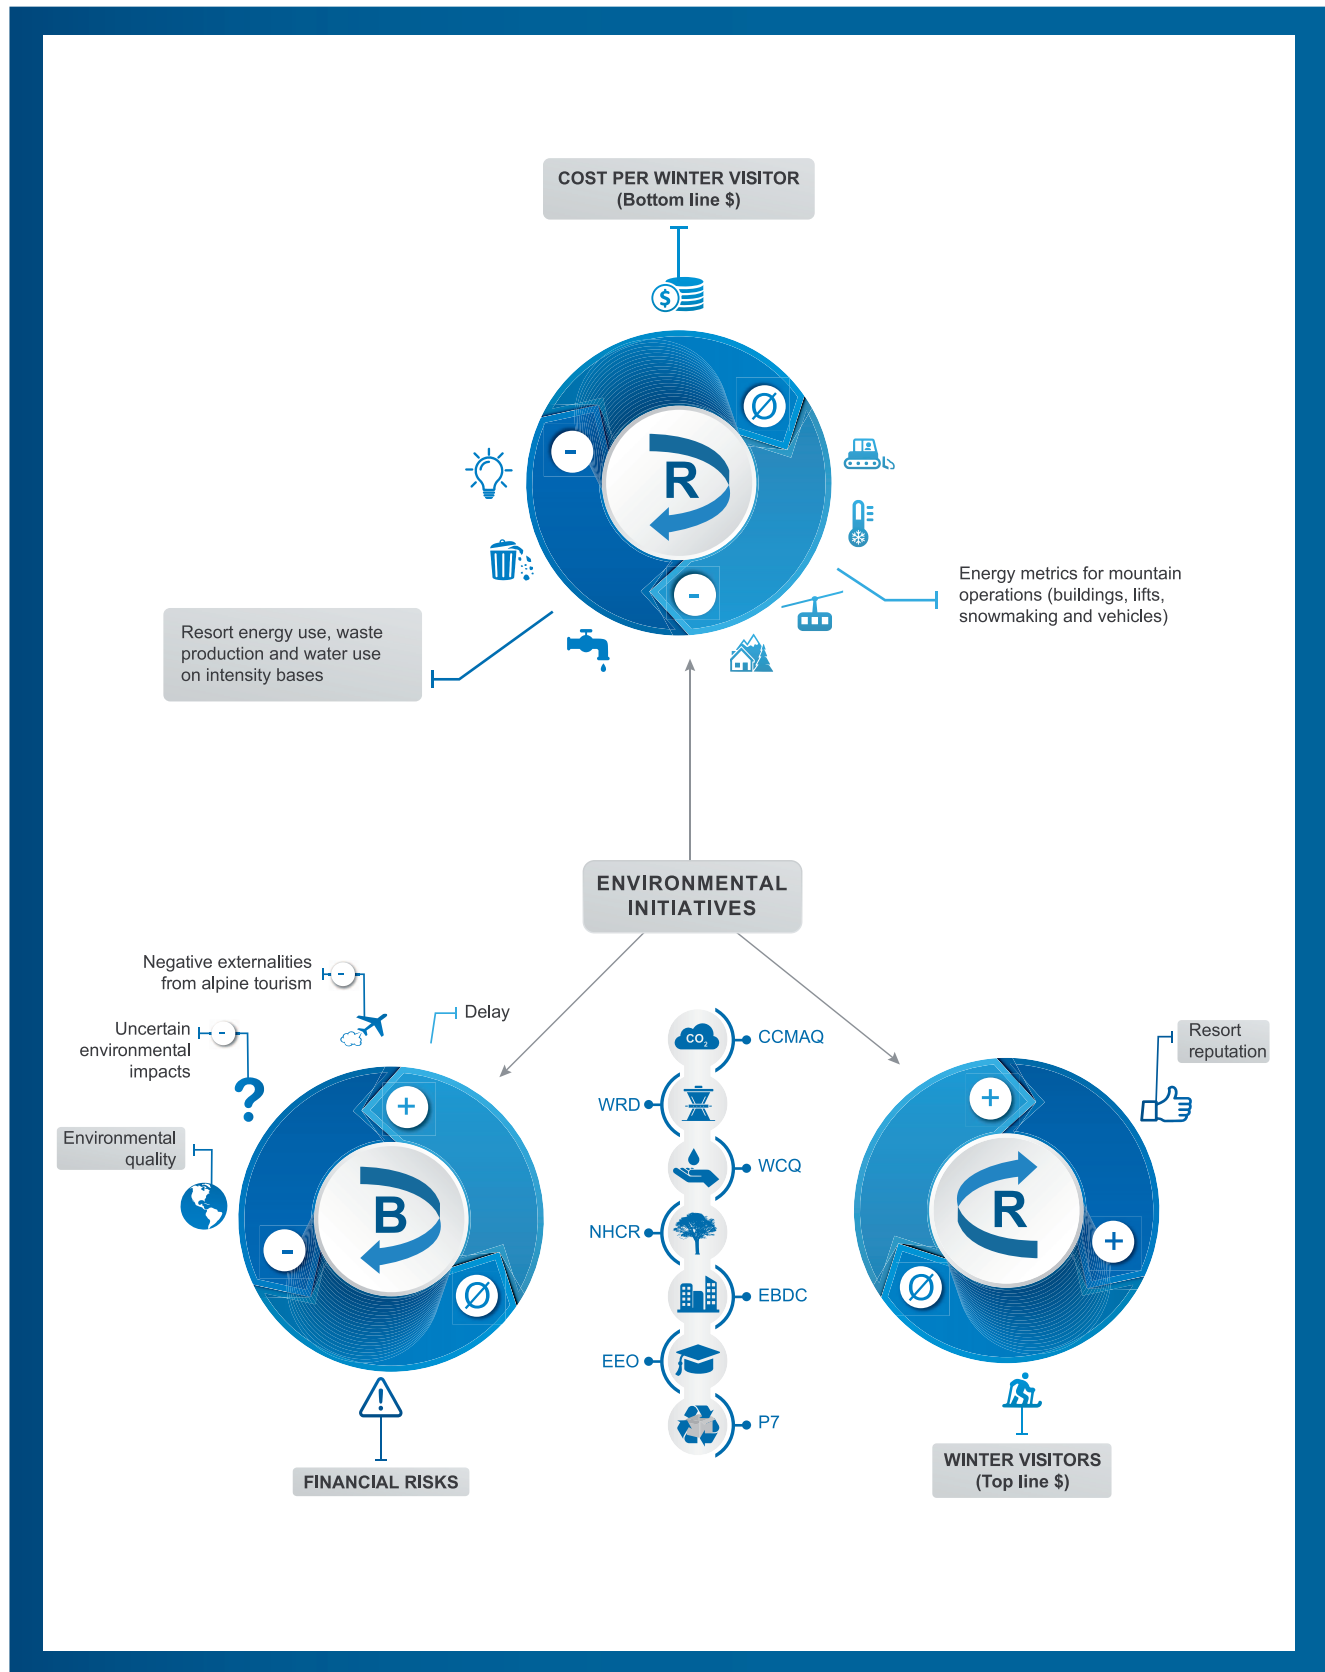 COST PER WINTER VISITOR
(Bottom line $)
$
Ø
-
R
-
Energy metrics for mountain
operations (buildings, lifts,
snowmaking and vehicles)
Resort energy use, waste
production and water use
on intensity bases
ENVIRONMENTAL
INITIATIVES
Negative externalities
from alpine tourism
-
Delay
Uncertain
environmental
impacts
-
?
Environmental
quality
+
B
-
Ø
!
FINANCIAL RISKS
CO2
CCMAQ
WRD
WCQ
NHCR
EBDC
EEO
P7
Resort
reputation
+
R
+
Ø
WINTER VISITORS
(Top line $)